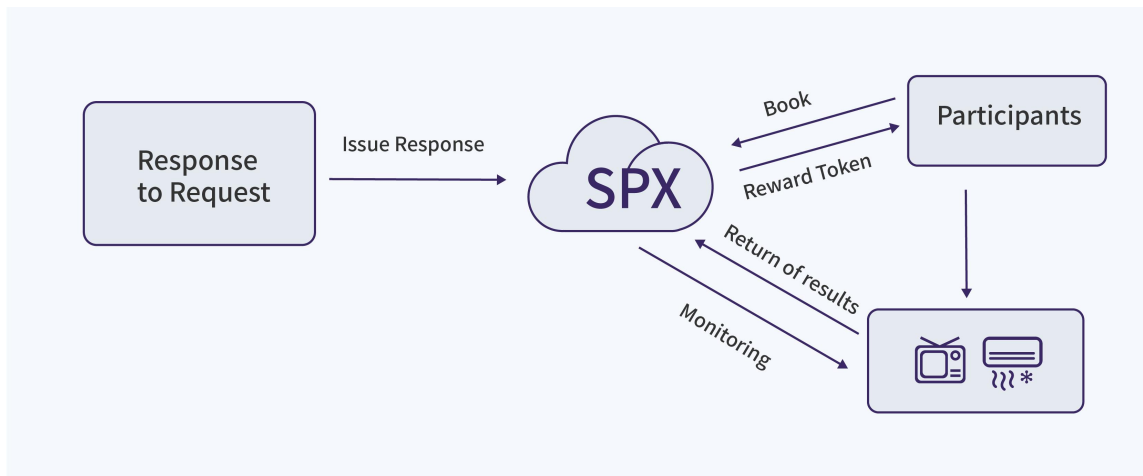 Response
to Request
Issue Response
SPX
Book
Reward Token
Participants
Return of results
Monitoring